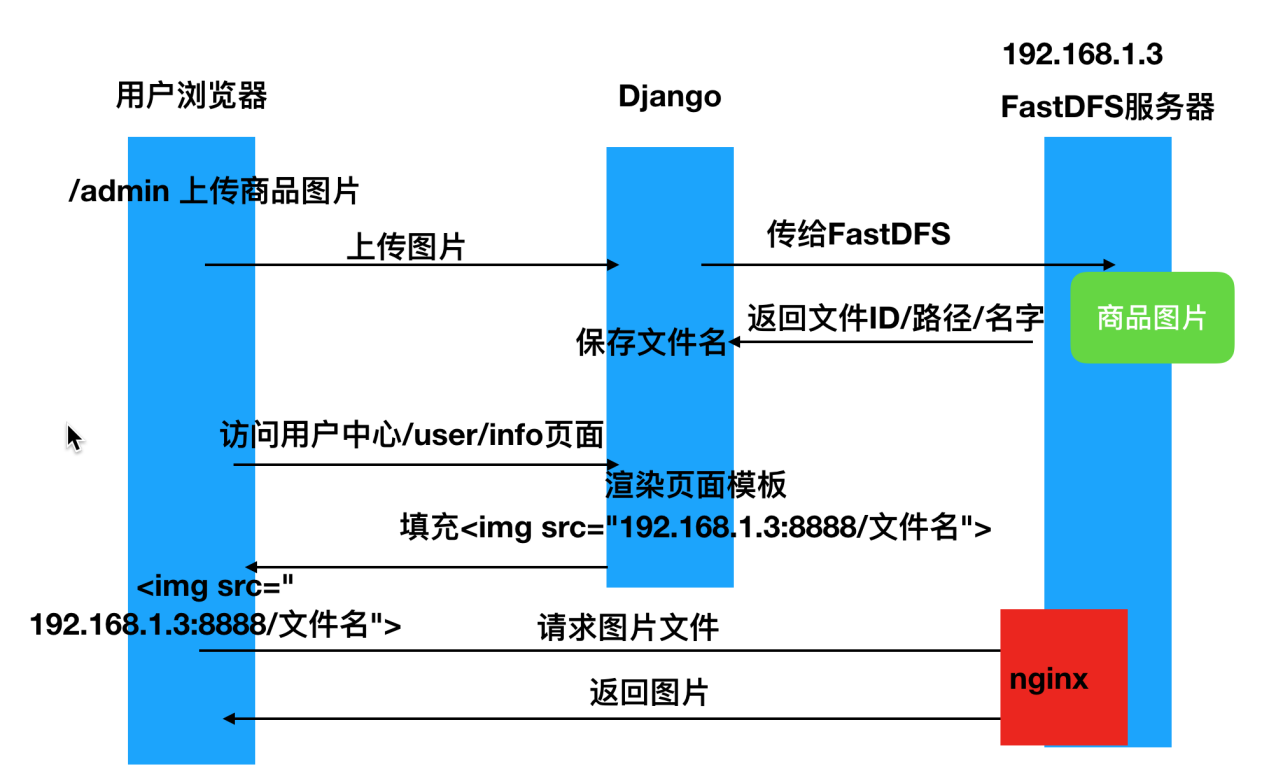 192.168.1.3
用户浏览器
Django
FastDFS服务器
/admin 上传商品图片
上传图片
传给FastDFS
返回文件ID/路径/名字
商品图片
保存文件名
访问用户中心/user/info页面
渲染页面模板
填充<img src="192.168.1.3:8888/文件名">
<img src="
192.168.1.3:8888/文件名">
请求图片文件
nginx
返回图片